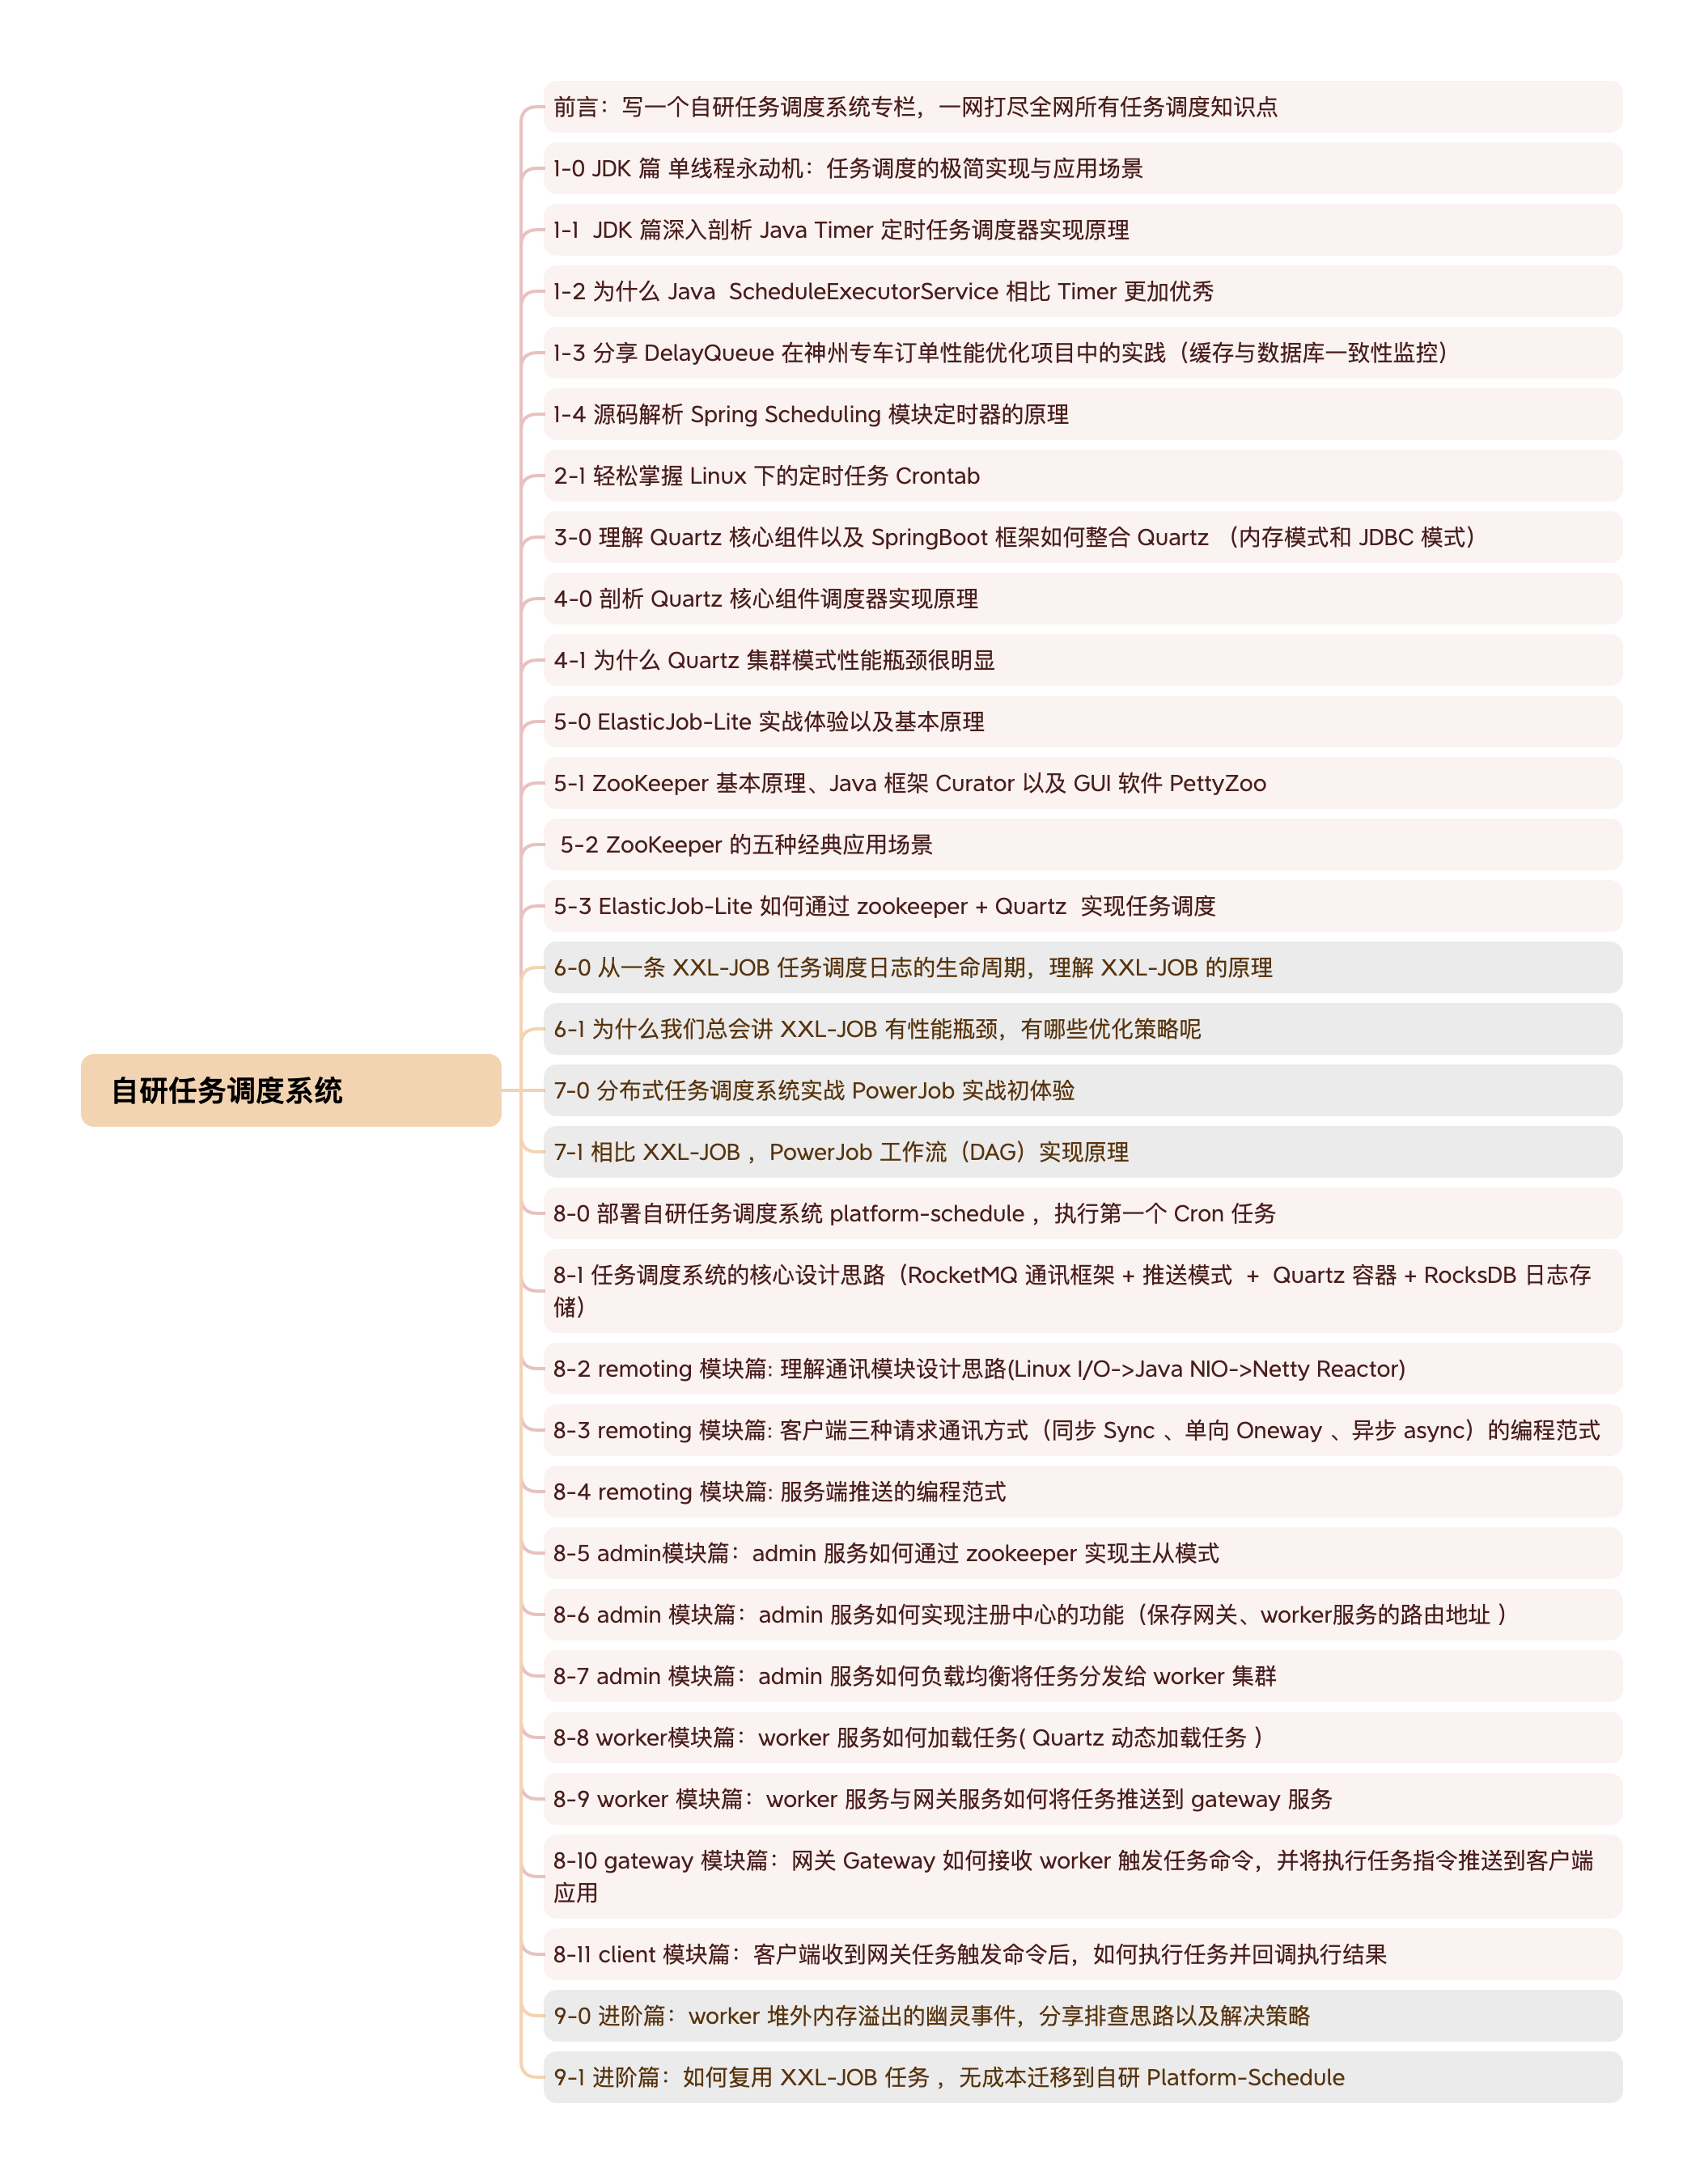 前言：写一个自研任务调度系统专栏，一网打尽全网所有任务调度知识点
1-0 JDK 篇 单线程永动机：任务调度的极简实现与应用场景
1-1  JDK 篇深入剖析 Java Timer 定时任务调度器实现原理
1-2 为什么 Java  ScheduleExecutorService 相比 Timer 更加优秀
1-3 分享 DelayQueue 在神州专车订单性能优化项目中的实践（缓存与数据库一致性监控）
1-4 源码解析 Spring Scheduling 模块定时器的原理
2-1 轻松掌握 Linux 下的定时任务 Crontab
3-0 理解 Quartz 核心组件以及 SpringBoot 框架如何整合 Quartz （内存模式和 JDBC 模式）
4-0 剖析 Quartz 核心组件调度器实现原理
4-1 为什么 Quartz 集群模式性能瓶颈很明显
5-0 ElasticJob-Lite 实战体验以及基本原理
5-1 ZooKeeper 基本原理、Java 框架 Curator 以及 GUI 软件 PettyZoo
5-2 ZooKeeper 的五种经典应用场景
5-3 ElasticJob-Lite 如何通过 zookeeper + Quartz  实现任务调度
6-0 从一条 XXL-JOB 任务调度日志的生命周期，理解 XXL-JOB 的原理
6-1 为什么我们总会讲 XXL-JOB 有性能瓶颈，有哪些优化策略呢
自研任务调度系统
7-0 分布式任务调度系统实战 PowerJob 实战初体验
7-1 相比 XXL-JOB ，PowerJob 工作流（DAG）实现原理
8-0 部署自研任务调度系统 platform-schedule ，执行第一个 Cron 任务
8-1 任务调度系统的核心设计思路（RocketMQ 通讯框架 + 推送模式  +  Quartz 容器 + RocksDB 日志存
储）
8-2 remoting 模块篇: 理解通讯模块设计思路(Linux I/O->Java NIO->Netty Reactor)
8-3 remoting 模块篇: 客户端三种请求通讯方式（同步 Sync 、单向 Oneway 、异步 async）的编程范式
8-4 remoting 模块篇: 服务端推送的编程范式
8-5 admin模块篇：admin 服务如何通过 zookeeper 实现主从模式
8-6 admin 模块篇：admin 服务如何实现注册中心的功能（保存网关、worker服务的路由地址 ）
8-7 admin 模块篇：admin 服务如何负载均衡将任务分发给 worker 集群
8-8 worker模块篇：worker 服务如何加载任务( Quartz 动态加载任务 ）
8-9 worker 模块篇：worker 服务与网关服务如何将任务推送到 gateway 服务
8-10 gateway 模块篇：网关 Gateway 如何接收 worker 触发任务命令，并将执行任务指令推送到客户端
应用
8-11 client 模块篇：客户端收到网关任务触发命令后，如何执行任务并回调执行结果
9-0 进阶篇：worker 堆外内存溢出的幽灵事件，分享排查思路以及解决策略
9-1 进阶篇：如何复用 XXL-JOB 任务 ，无成本迁移到自研 Platform-Schedule